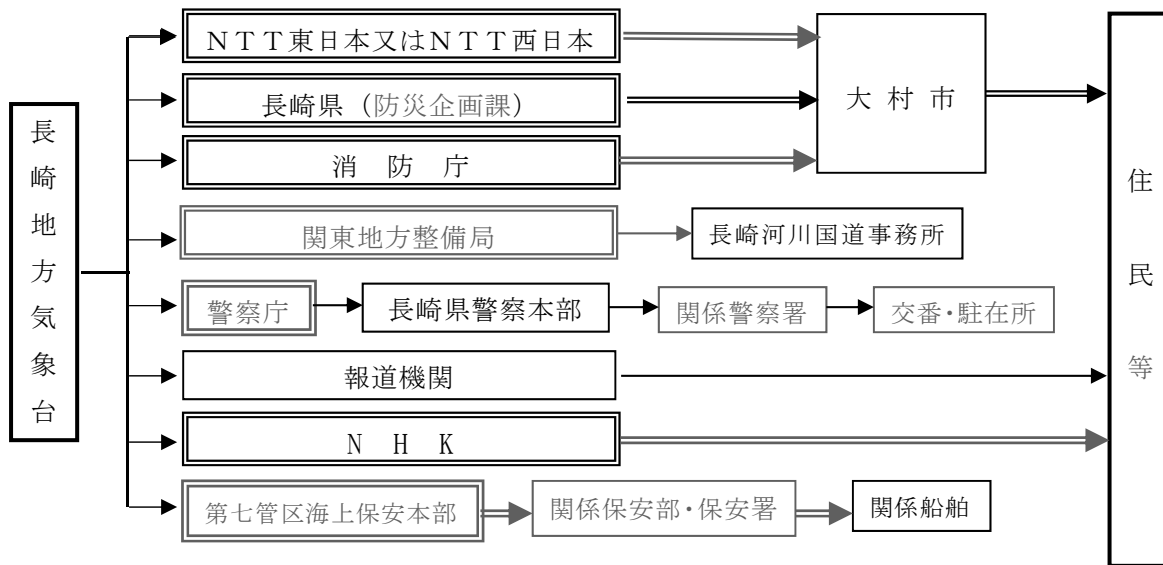 長崎地方気象台
NTT東日本又はNTT西日本
長崎県（防災企画課）
消防庁
大村市
関東地方整備局
長崎河川国道事務所
警察庁
長崎県警察本部
関係警察署
交番・駐在所
報道機関
NHK
第七管区海上保安本部
関係保安部・保安署
関係船舶
住民等